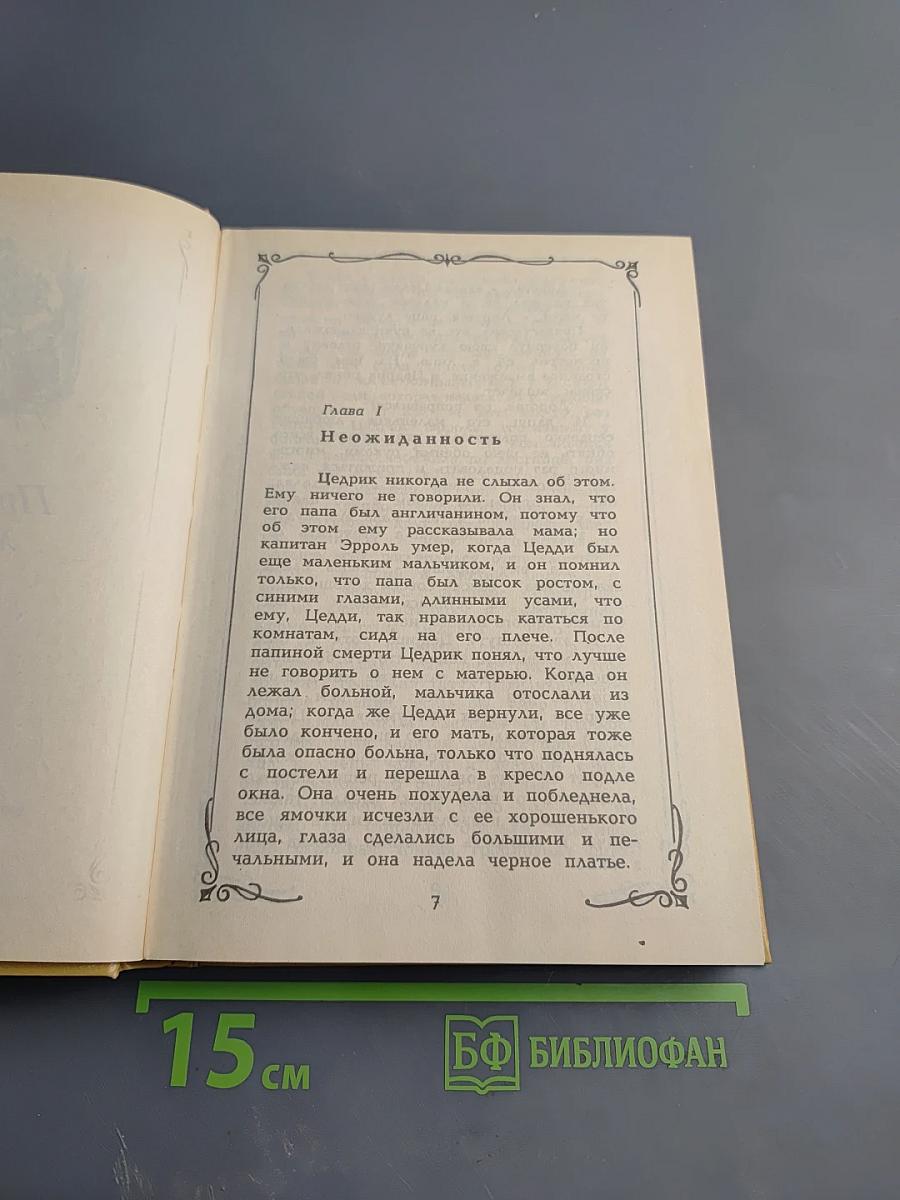 Глава I
Неожиданность
Цедрик никогда не слыхал об этом.
Ему ничего не говорили. Он знал, что
его папа был англичанином, потому что
об этом ему рассказывала мама; но
капитан Эрроль умер, когда Цедди был
еще маленьким мальчиком, и он помнил
только, что папа был высок ростом, с
синими глазами, длинными усами, что
ему, Цедди, так нравилось кататься по
комнатам, сидя на его плече. После
папиной смерти Цедрик понял, что лучше
не говорить о нем с матерью. Когда он
лежал больной, мальчика отослали из
дома; когда же Цедди вернули, все уже
было кончено, и его мать, которая тоже
была опасно больна, только что поднялась
с постели и перешла в кресло подле
окна. Она очень похудела и побледнела,
все ямочки исчезли с ее хорошенького
лица, глаза сделались большими и пе-
чальными, и она надела черное платье.
7
15 см
БФ БИБЛИОФАН